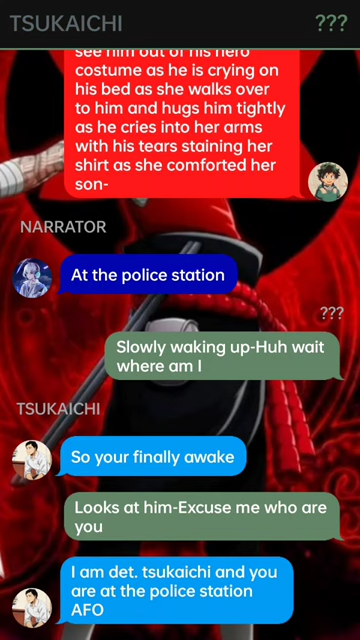 TSUKAICHI
???
see him out of his hero
costume as he is crying on
his bed as she walks over
to him and hugs him tightly
as he cries into her arms
with his tears staining her
shirt as she comforted her
son-
NARRATOR
At the police station
???
Slowly waking up-Huh wait
where am I
TSUKAICHI
So your finally awake
Looks at him-Excuse me who are
you
I am det. tsukaichi and you
are at the police station
AFO